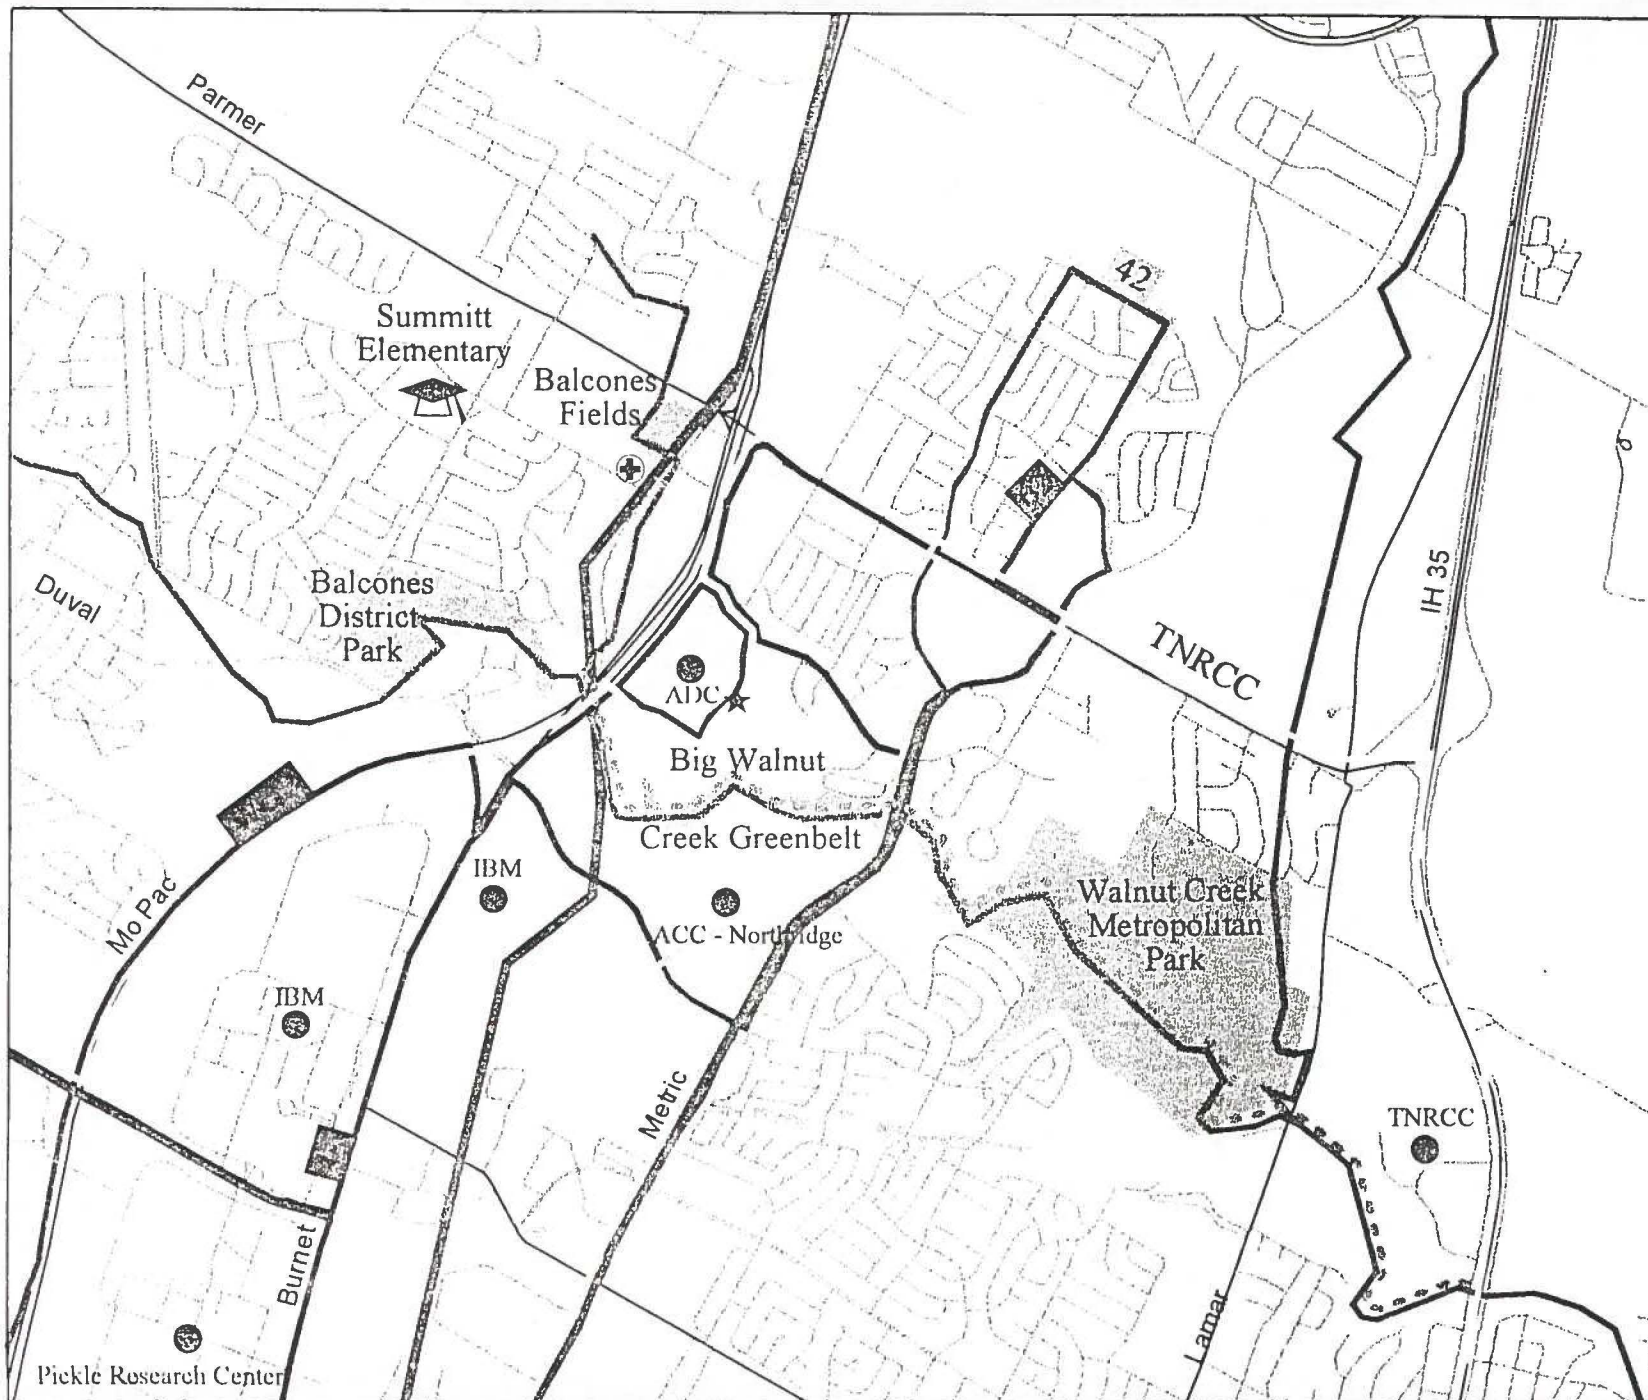 Parmer
42
Summitt
Elementary
Balcones
Fields
IH 35
Duval
Balcones
District
Park
TNRCC
ADC
Big Walnut
Creek Greenbelt
IBM
Mo Pac
Walnut Creek
Metropolitan
Park
ACC - Northridge
IBM
Metric
TNRCC
Burnet
Lamar
Pickle Research Center